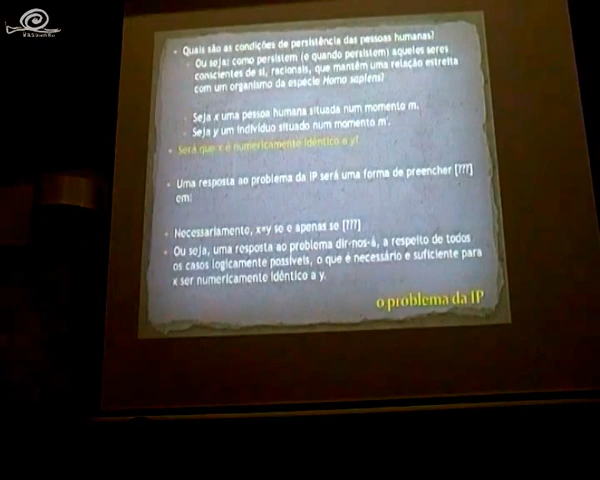 Quais são as condições de persistência das pessoas humanas?
Ou seja: como persistem (e quando persistem) aqueles seres
conscientes de si, racionais, que mantêm uma relação estreita
com um organismo da espécie Homo sapiens?
Seja x uma pessoa humana situada num momento m.
Seja y um indivíduo situado num momento m'.
Será que x é numericamente idêntico a y?
Uma resposta ao problema da IP será uma forma de preencher [???]
em:
Necessariamente, x=y se e apenas se [???]
Ou seja, uma resposta ao problema dir-nos-á, a respeito de todos
os casos logicamente possíveis, o que é necessário e suficiente para
x ser numericamente idêntico a y.
o problema da IP